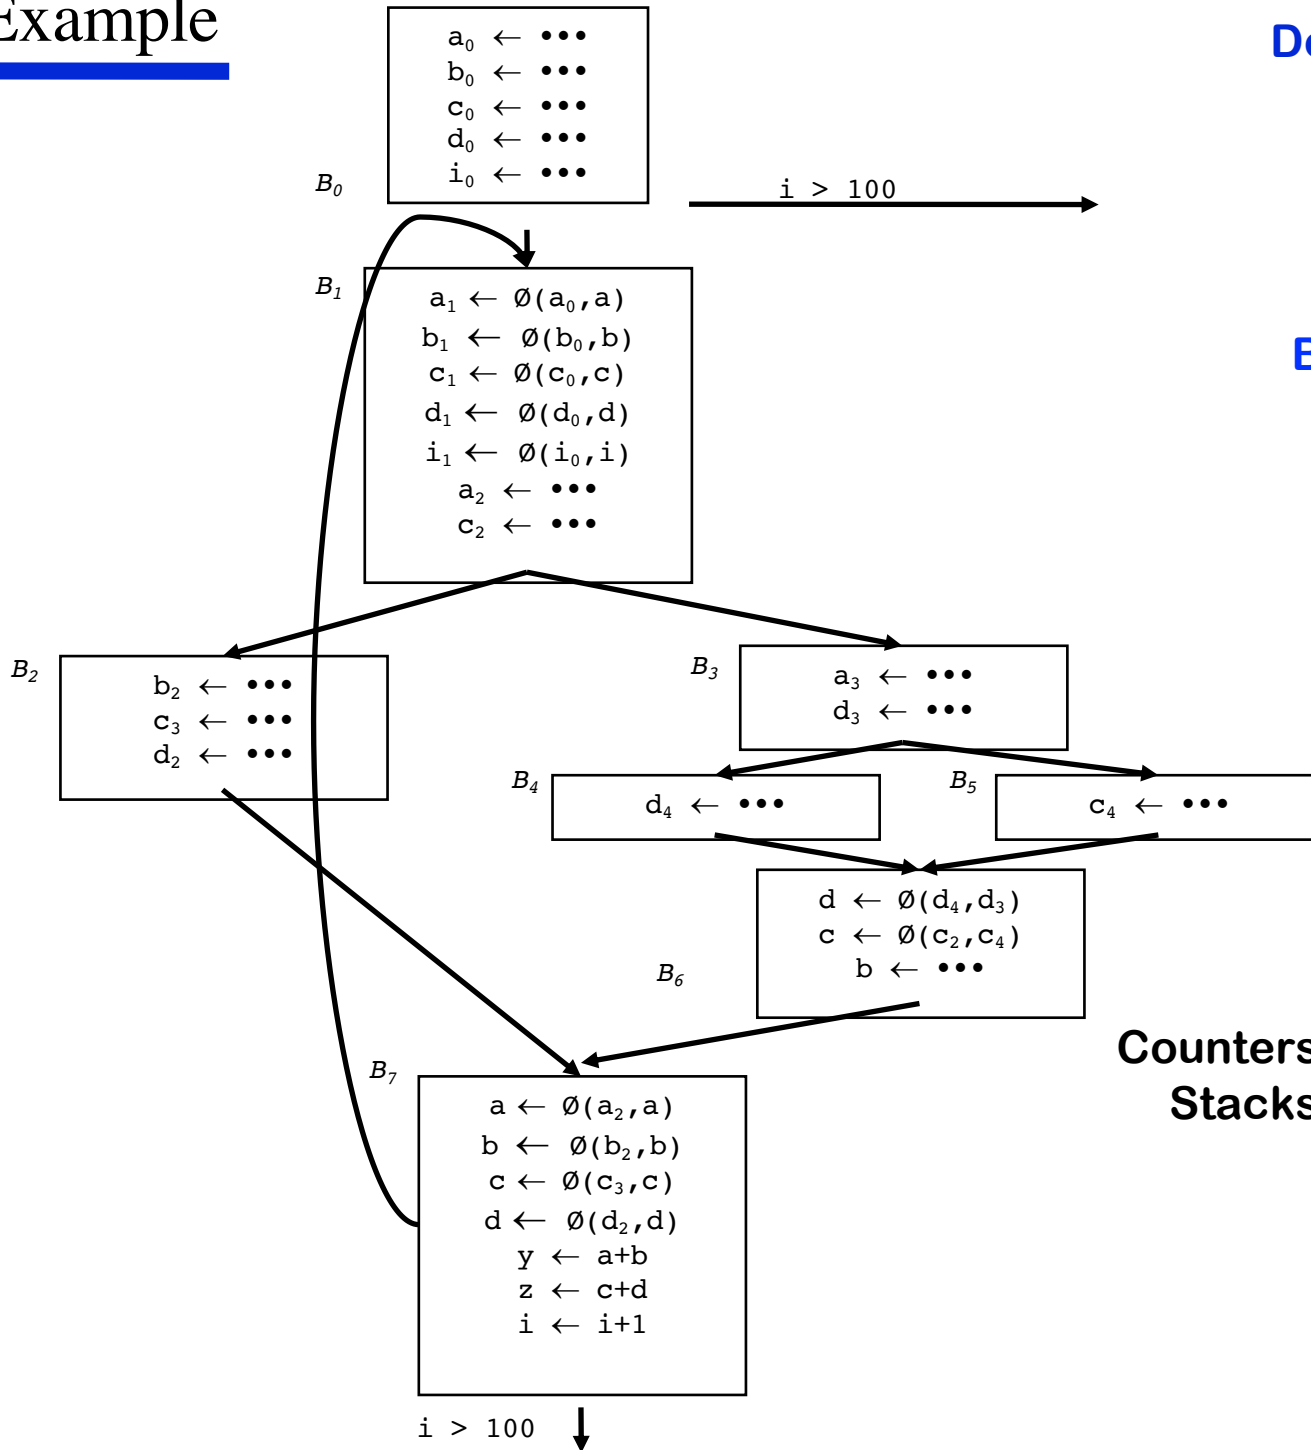 Example
a₀ ← •••
b₀ ← •••
c₀ ← •••
d₀ ← •••
i₀ ← •••
B₀
i > 100
B₁
a₁ ← Ø(a₀,a)
b₁ ← Ø(b₀,b)
c₁ ← Ø(c₀,c)
d₁ ← Ø(d₀,d)
i₁ ← Ø(i₀,i)
a₂ ← •••
c₂ ← •••
B₂
b₂ ← •••
c₃ ← •••
d₂ ← •••
B₃
a₃ ← •••
d₃ ← •••
B₄
d₄ ← •••
B₅
c₄ ← •••
d ← Ø(d₄,d₃)
c ← Ø(c₂,c₄)
b ← •••
B₆
Counters
Stacks
B₇
a ← Ø(a₂,a)
b ← Ø(b₂,b)
c ← Ø(c₃,c)
d ← Ø(d₂,d)
y ← a+b
z ← c+d
i ← i+1
i > 100